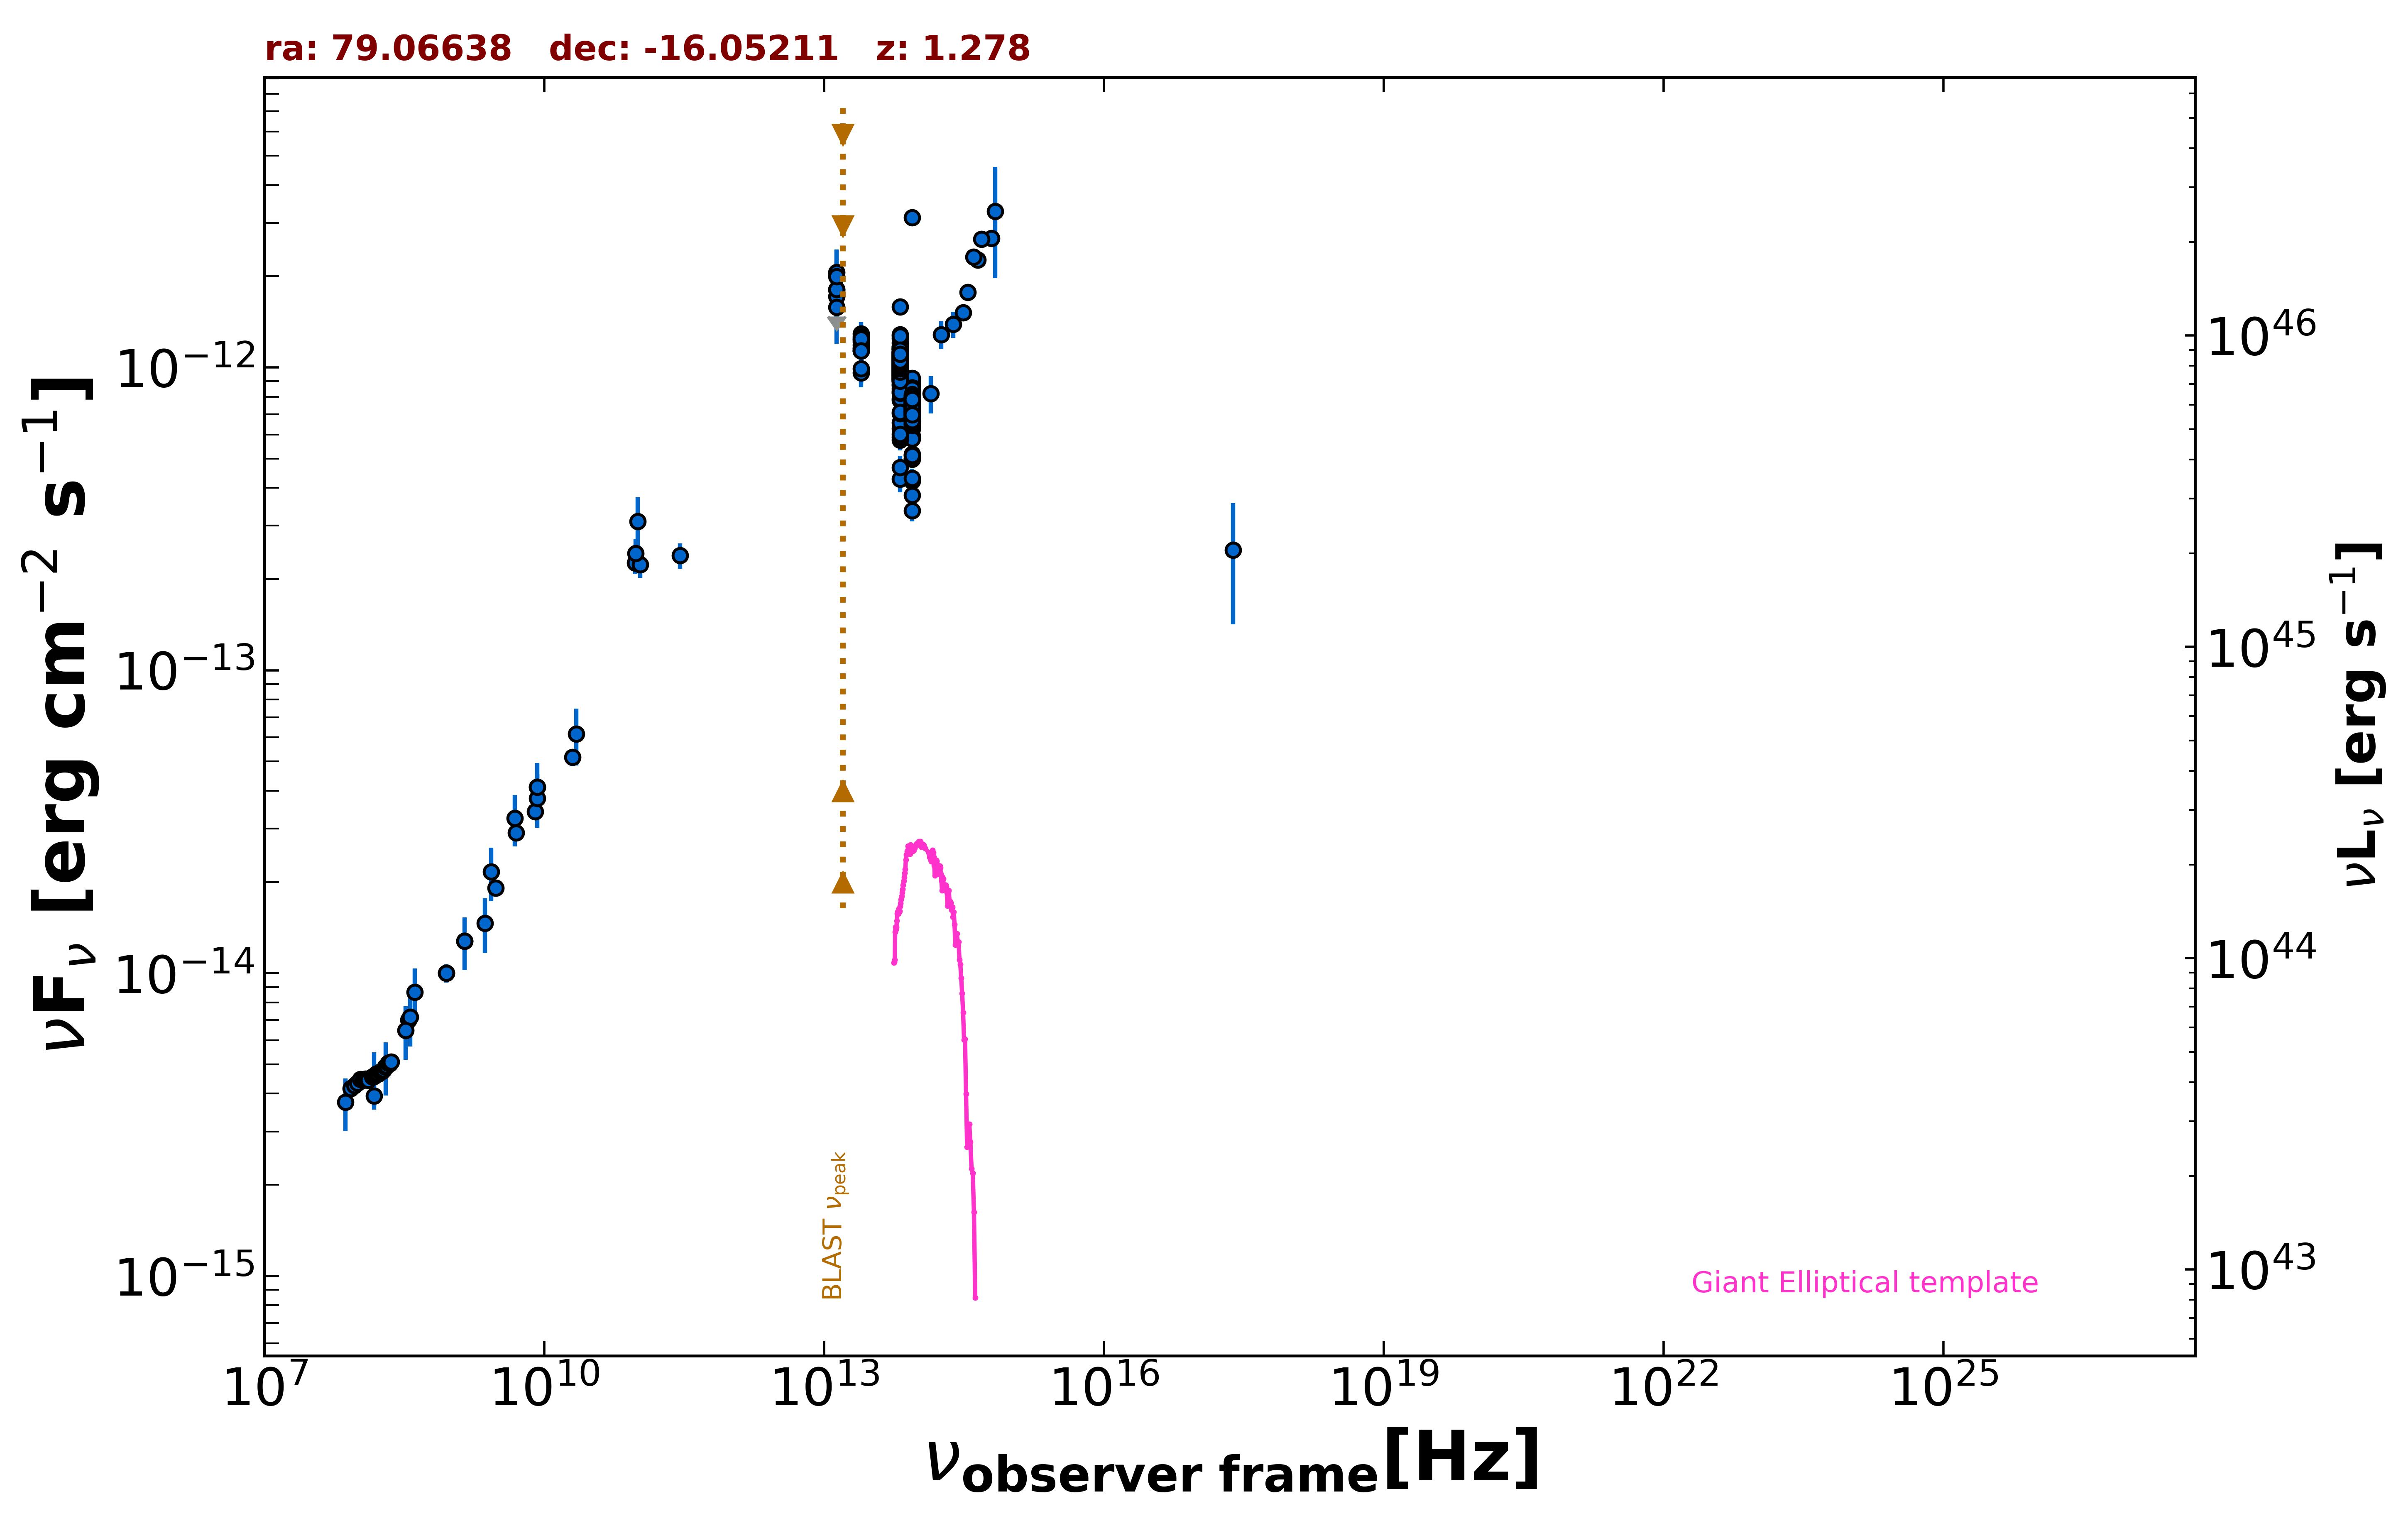 ra: 79.06638   dec: -16.05211   z: 1.278
νFν [erg cm⁻² s⁻¹]
10⁻¹²
10⁻¹³
10⁻¹⁴
10⁻¹⁵
10⁴⁶
10⁴⁵
10⁴⁴
10⁴³
νLν [erg s⁻¹]
BLAST νpeak
Giant Elliptical template
10⁷ 10¹⁰ 10¹³ 10¹⁶ 10¹⁹ 10²² 10²⁵
νobserver frame[Hz]